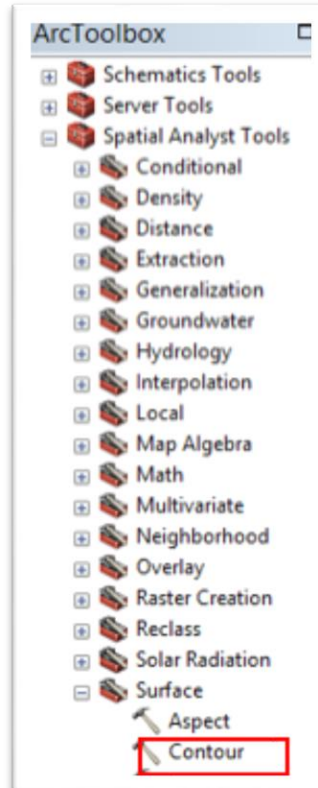 ArcToolbox
Schematics Tools
Server Tools
Spatial Analyst Tools
Conditional
Density
Distance
Extraction
Generalization
Groundwater
Hydrology
Interpolation
Local
Map Algebra
Math
Multivariate
Neighborhood
Overlay
Raster Creation
Reclass
Solar Radiation
Surface
Aspect
Contour